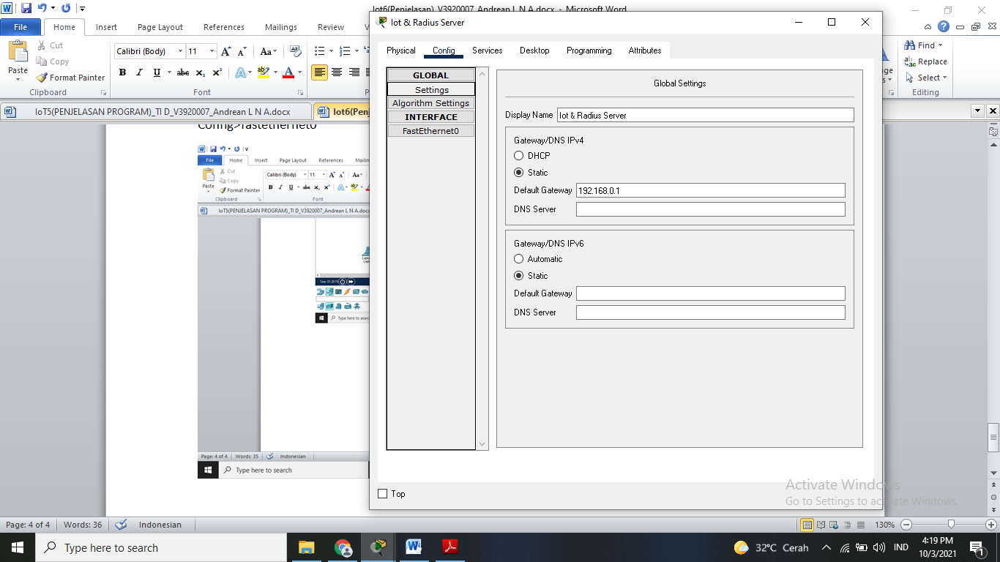 Iot6(Penjelasan)_V3920007_Andrean L N A.docx - Microsoft Word
File Home Insert Page Layout References Mailings Review
Paste
Cut
Copy
Format Painter
Clipboard
Calibri (Body) 11
Font
Find
Replace
Select
Editing
IoT5(PENJELASAN PROGRAM)_TI D_V3920007_Andrean L N A.docx
Iot6(Penj
Config>fastethernet0
File Home Insert Page Layout References Mailin
Paste
Cut
Copy
Format Painter
Clipboard
Calibri (Body) 11
Font
IoT5(PENJELASAN PROGRAM)_TI D_V3920007_Andrean L N A.doc
Type here to searc
Page: 4 of 4 Words: 35 Indonesian
Type here to search
Iot & Radius Server
Physical Config Services Desktop Programming Attributes
GLOBAL
Settings
Algorithm Settings
INTERFACE
FastEthernet0
Global Settings
Display Name Iot & Radius Server
Gateway/DNS IPv4
DHCP
Static
Default Gateway 192.168.0.1
DNS Server
Gateway/DNS IPv6
Automatic
Static
Default Gateway
DNS Server
Top
Activate Windows
Go to Settings to activate Windows.
Page: 4 of 4 Words: 36 Indonesian 130%
Type here to search
32°C Cerah IND
4:19 PM
10/3/2021
1